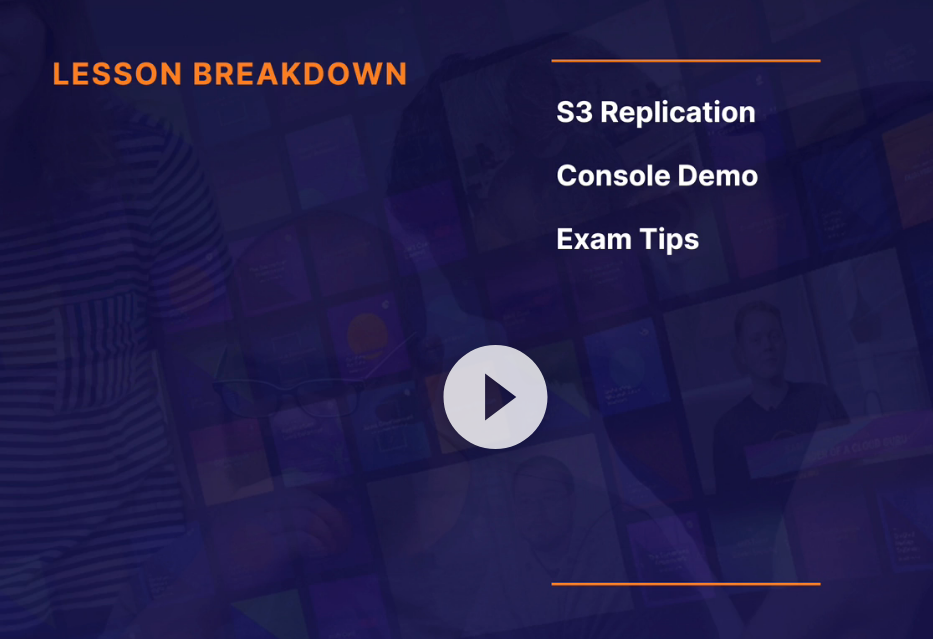 LESSON BREAKDOWN
S3 Replication
Console Demo
Exam Tips